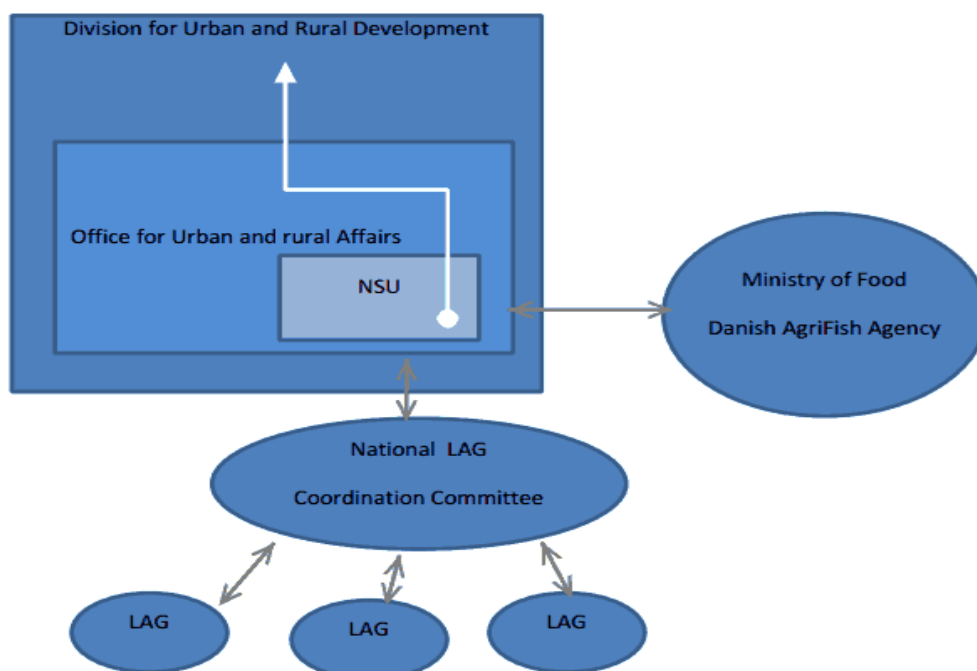 Division for Urban and Rural Development
Office for Urban and rural Affairs
NSU
Ministry of Food
Danish AgriFish Agency
National LAG
Coordination Committee
LAG
LAG
LAG